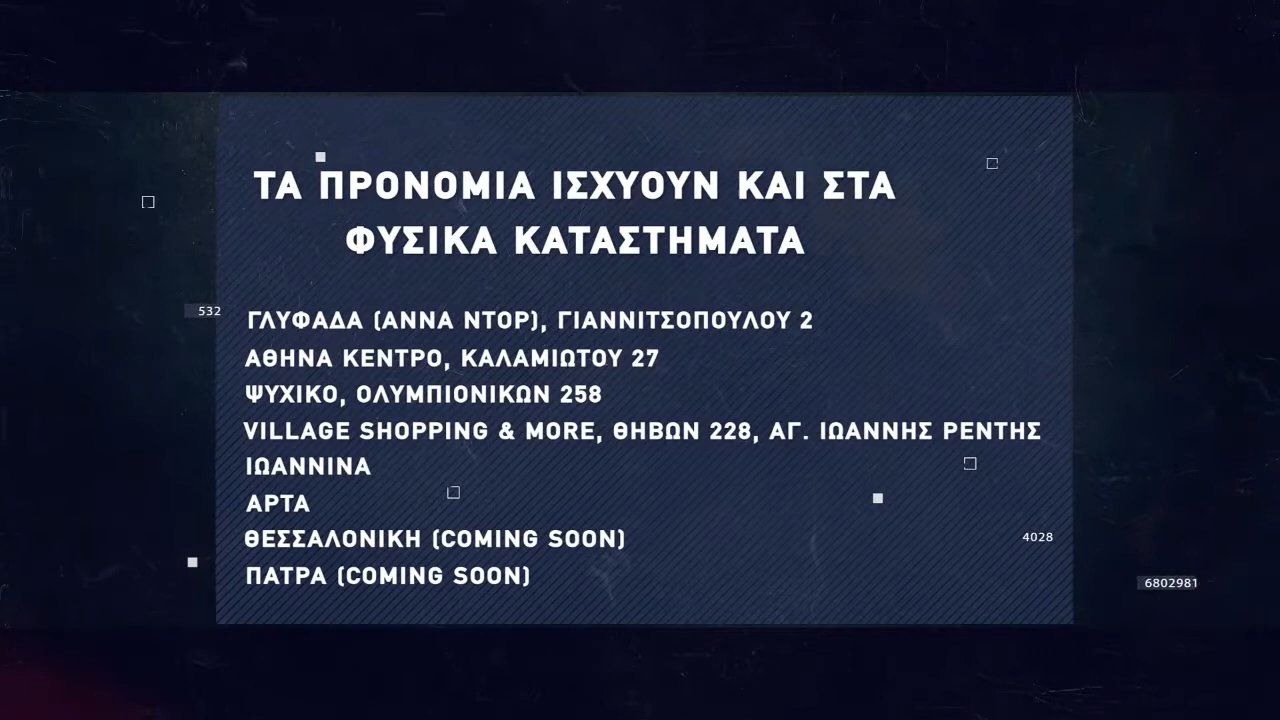 ΤΑ ΠΡΟΝΟΜΙΑ ΙΣΧΥΟΥΝ ΚΑΙ ΣΤΑ
ΦΥΣΙΚΑ ΚΑΤΑΣΤΗΜΑΤΑ
532
ΓΛΥΦΑΔΑ (ΑΝΝΑ ΝΤΟΡ), ΓΙΑΝΝΙΤΣΟΠΟΥΛΟΥ 2
ΑΘΗΝΑ ΚΕΝΤΡΟ, ΚΑΛΑΜΙΩΤΟΥ 27
ΨΥΧΙΚΟ, ΟΛΥΜΠΙΟΝΙΚΩΝ 258
VILLAGE SHOPPING & MORE, ΘΗΒΩΝ 228, ΑΓ. ΙΩΑΝΝΗΣ ΡΕΝΤΗΣ
ΙΩΑΝΝΙΝΑ
ΑΡΤΑ
ΘΕΣΣΑΛΟΝΙΚΗ (COMING SOON)
4028
ΠΑΤΡΑ (COMING SOON)
6802981